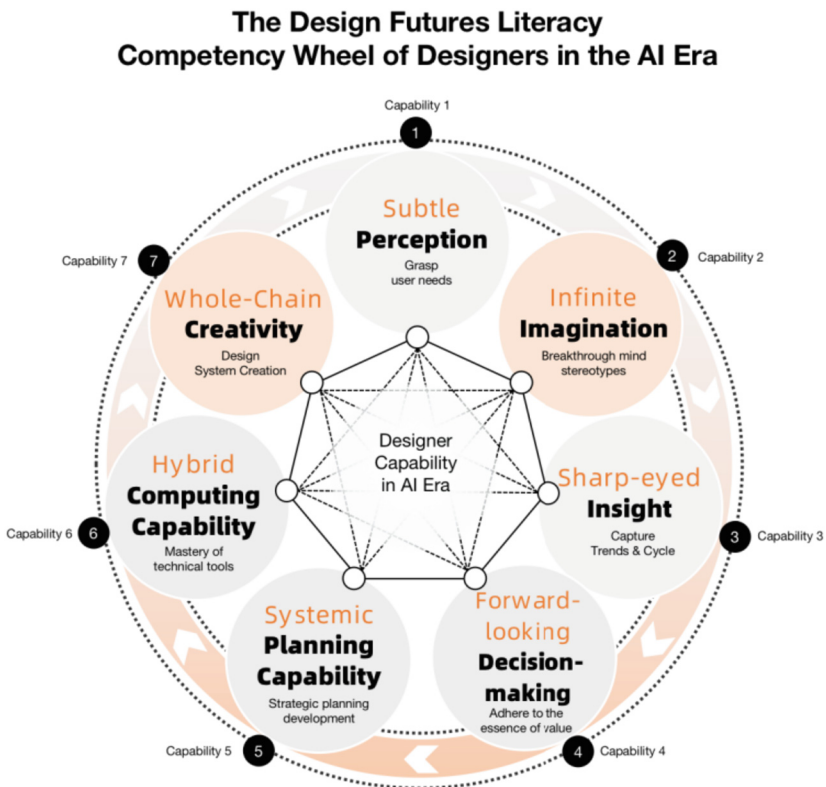 The Design Futures Literacy
Competency Wheel of Designers in the AI Era
Capability 1
1
Subtle
Perception
Grasp
user needs
2
Capability 2
Infinite
Imagination
Breakthrough mind
stereotypes
Sharp-eyed
Insight
Capture
Trends & Cycle
3
Capability 3
Forward-
looking
Decision-
making
Adhere to the
essence of value
4
Capability 4
Systemic
Planning
Capability
Strategic planning
development
Capability 5
5
Hybrid
Computing
Capability
Mastery of
technical tools
Capability 6
6
Capability 7
7
Whole-Chain
Creativity
Design
System Creation
Designer
Capability
in AI Era